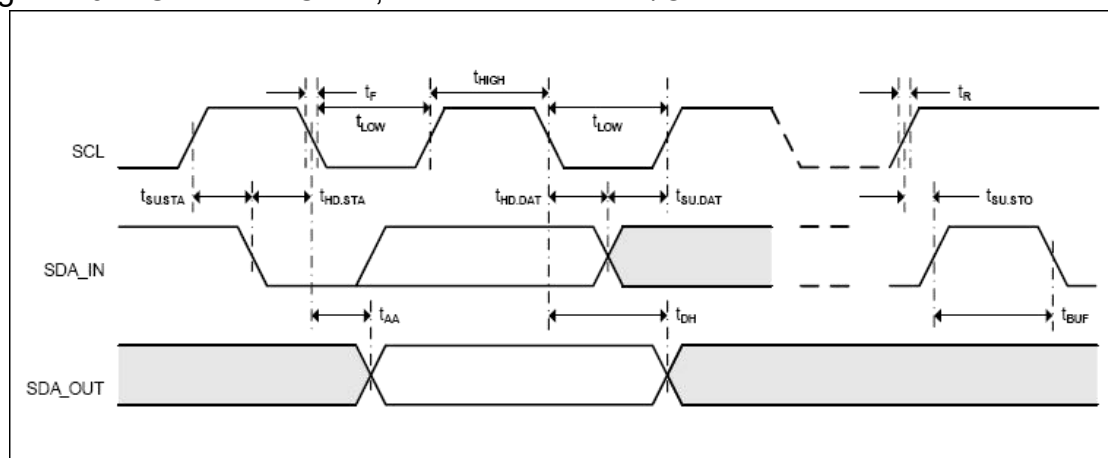 tF
tHIGH
tR
tLOW
tLOW
SCL
tSU.STA
tHD.STA
tHD.DAT
tSU.DAT
tSU.STO
SDA_IN
tAA
tDH
tBUF
SDA_OUT